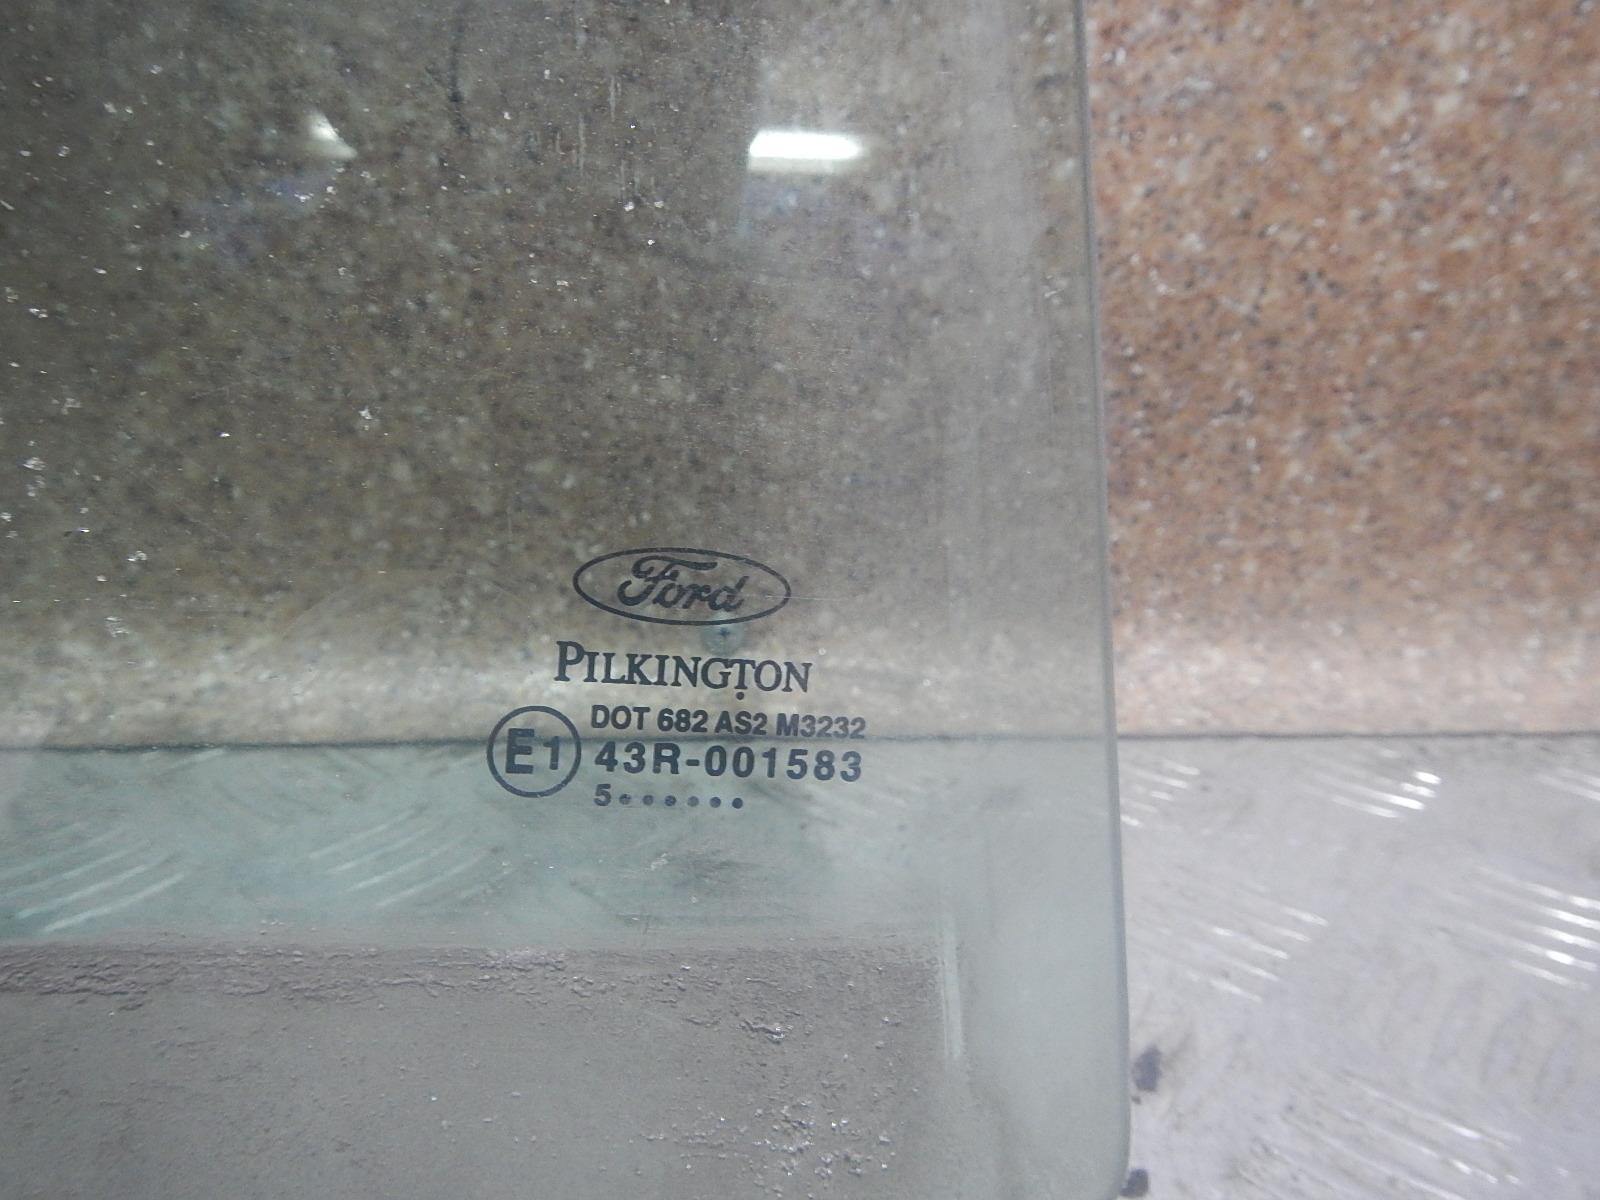 Ford
PILKINGTON
DOT 682 AS2 M3232
E1 43R-001583
5••••••